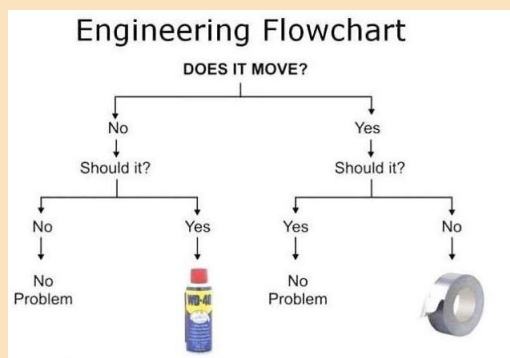 Engineering Flowchart
DOES IT MOVE?
No
Yes
Should it?
Should it?
No
Yes
Yes
No
No
Problem
WD-40
No
Problem